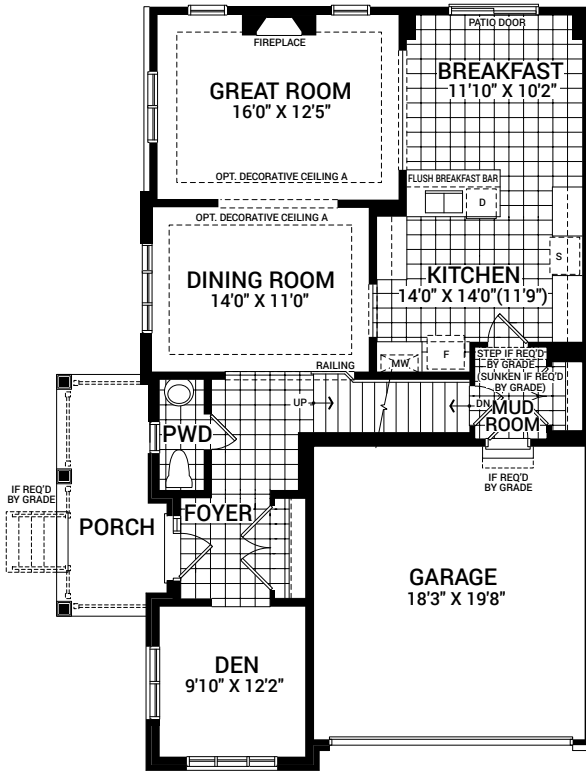 PATIO DOOR
FIREPLACE
GREAT ROOM
16'0" X 12'5"
BREAKFAST
11'10" X 10'2"
OPT. DECORATIVE CEILING A
FLUSH BREAKFAST BAR
D
OPT. DECORATIVE CEILING A
S
DINING ROOM
14'0" X 11'0"
KITCHEN
14'0" X 14'0"(11'9")
RAILING
MW
F
STEP IF REQ'D
BY GRADE
(SUNKEN IF REQ'D
BY GRADE)
UP
DN
MUD
ROOM
PWD
IF REQ'D
BY GRADE
IF REQ'D
BY GRADE
PORCH
FOYER
GARAGE
18'3" X 19'8"
DEN
9'10" X 12'2"